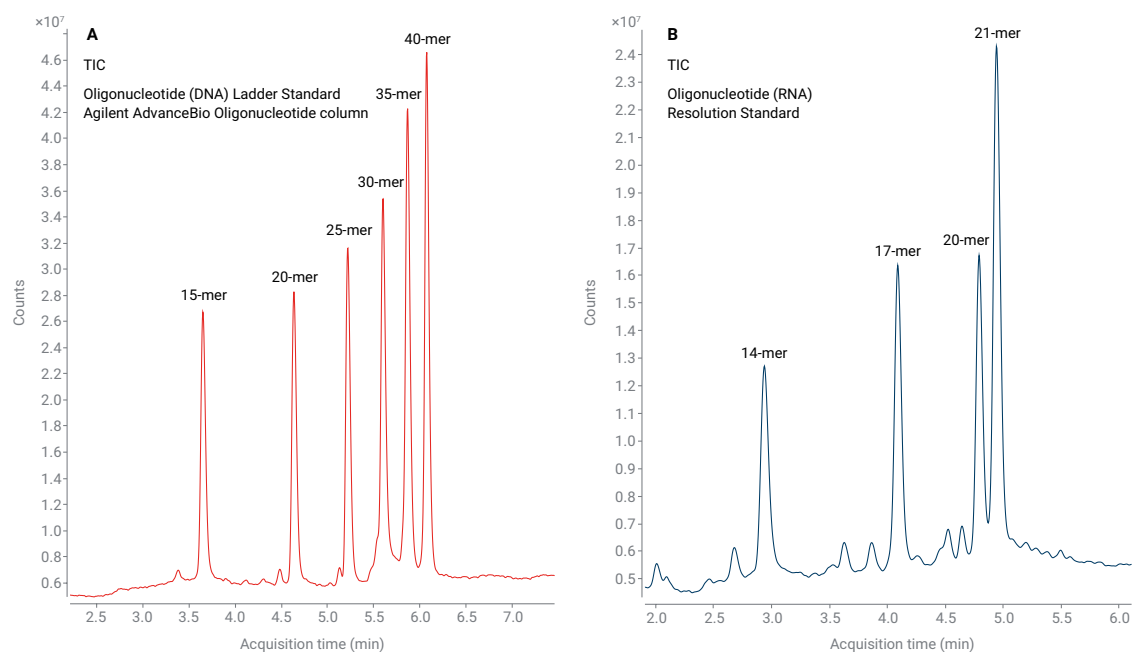 ×10⁷
A
TIC
Oligonucleotide (DNA) Ladder Standard
Agilent AdvanceBio Oligonucleotide column
40-mer
35-mer
30-mer
25-mer
20-mer
15-mer
4.6
4.4
4.2
4.0
3.8
3.6
3.4
3.2
3.0
2.8
2.6
2.4
2.2
2.0
1.8
1.6
1.4
1.2
1.0
0.8
0.6
Counts
2.5 3.0 3.5 4.0 4.5 5.0 5.5 6.0 6.5 7.0
Acquisition time (min)
×10⁷
B
TIC
Oligonucleotide (RNA)
Resolution Standard
21-mer
20-mer
17-mer
14-mer
2.4
2.3
2.2
2.1
2.0
1.9
1.8
1.7
1.6
1.5
1.4
1.3
1.2
1.1
1.0
0.9
0.8
0.7
0.6
0.5
Counts
2.0 2.5 3.0 3.5 4.0 4.5 5.0 5.5 6.0
Acquisition time (min)